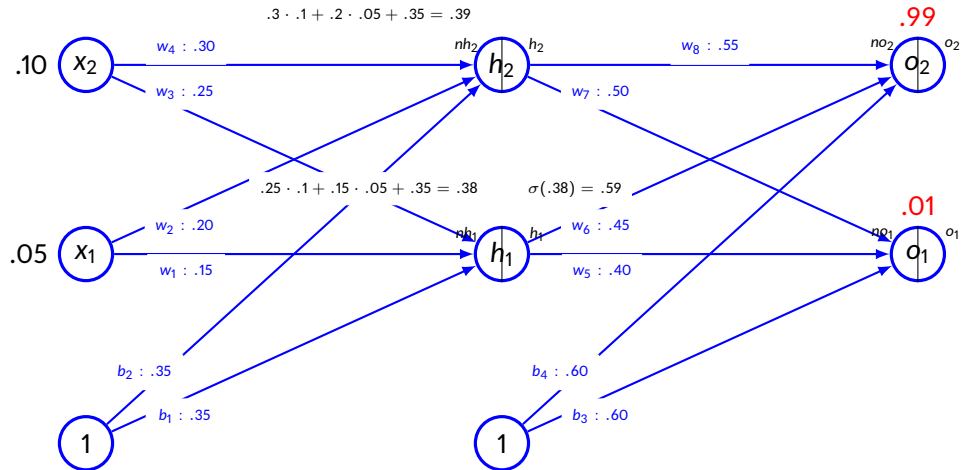 .3 · .1 + .2 · .05 + .35 = .39
.99
w₄ : .30
nh₂
h₂
w₈ : .55
no₂
o₂
.10
x₂
h₂
o₂
w₃ : .25
w₇ : .50
.25 · .1 + .15 · .05 + .35 = .38
σ(.38) = .59
.01
w₂ : .20
nh₁
h₁
w₆ : .45
no₁
o₁
.05
x₁
h₁
o₁
w₁ : .15
w₅ : .40
b₂ : .35
b₄ : .60
b₁ : .35
b₃ : .60
1
1